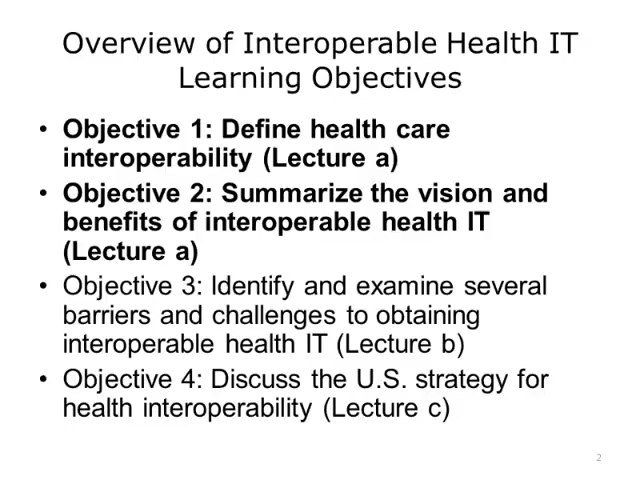 Overview of Interoperable Health IT
Learning Objectives
• Objective 1: Define health care
interoperability (Lecture a)
• Objective 2: Summarize the vision and
benefits of interoperable health IT
(Lecture a)
• Objective 3: Identify and examine several
barriers and challenges to obtaining
interoperable health IT (Lecture b)
• Objective 4: Discuss the U.S. strategy for
health interoperability (Lecture c)
2